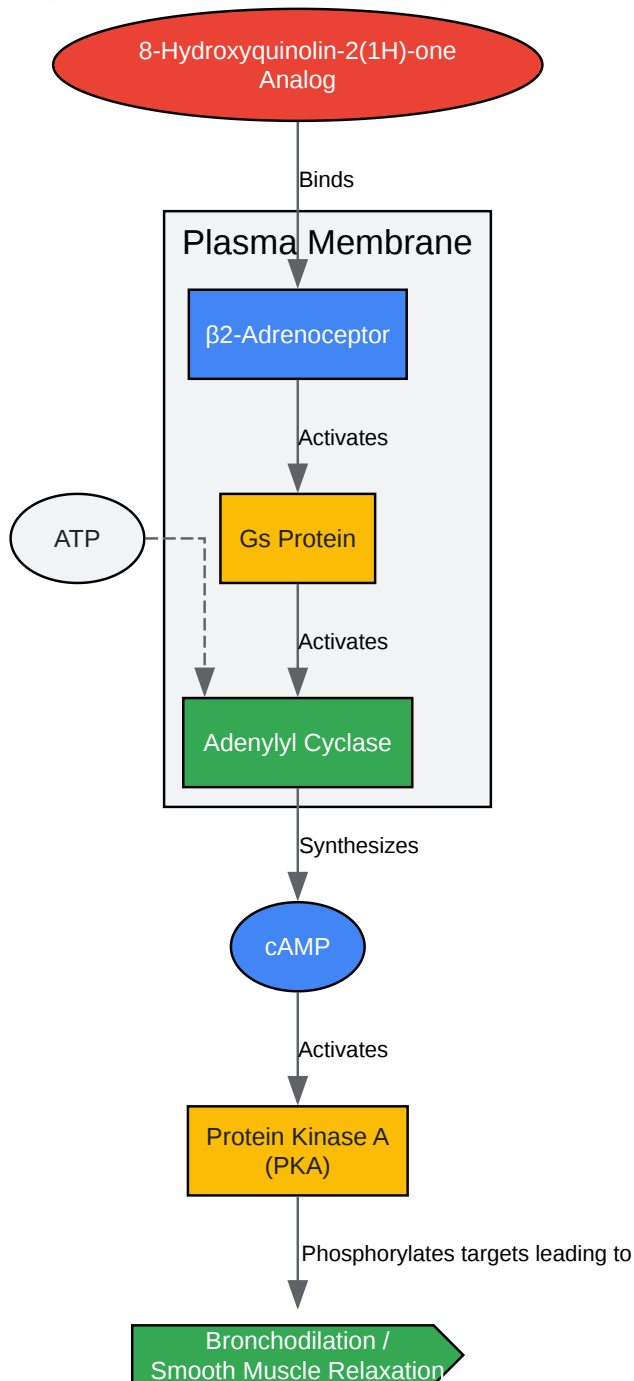 8-Hydroxyquinolin-2(1H)-one
Analog
Binds
Plasma Membrane
β2-Adrenoceptor
Activates
ATP
Gs Protein
Activates
Adenylyl Cyclase
Synthesizes
cAMP
Activates
Protein Kinase A
(PKA)
Phosphorylates targets leading to
Bronchodilation /
Smooth Muscle Relaxation